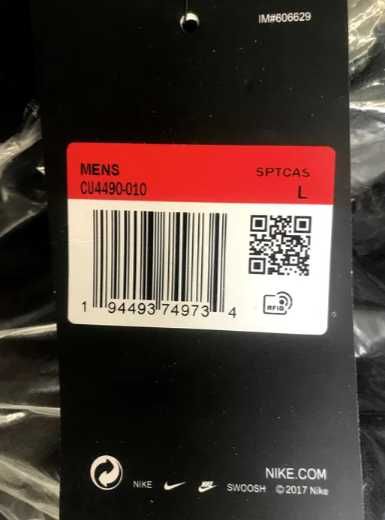 IM#606629
MENS SPTCAS
CU4490-010 L
1 94493 74973 4
RFID
NIKE.COM
NIKE SWOOSH ©2017 Nike